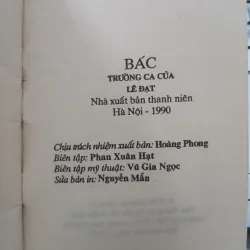 BÁC
TRƯỜNG CA CỦA
LÊ ĐẠT
Nhà xuất bản thanh niên
Hà Nội - 1990
Chịu trách nhiệm xuất bản: Hoàng Phong
Biên tập: Phan Xuân Hạt
Biên tập mỹ thuật: Vũ Gia Ngọc
Sửa bản in: Nguyễn Mẫn